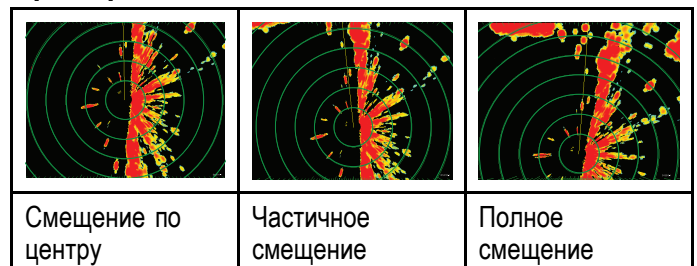 Смещение по
центру
Частичное
смещение
Полное
смещение